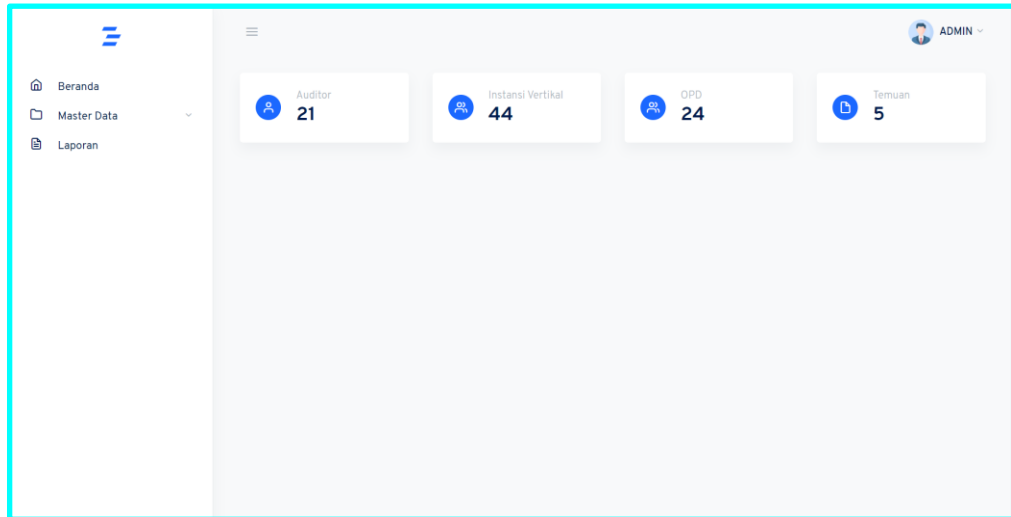 ADMIN
Beranda
Master Data
Laporan
Auditor
21
Instansi Vertikal
44
OPD
24
Temuan
5